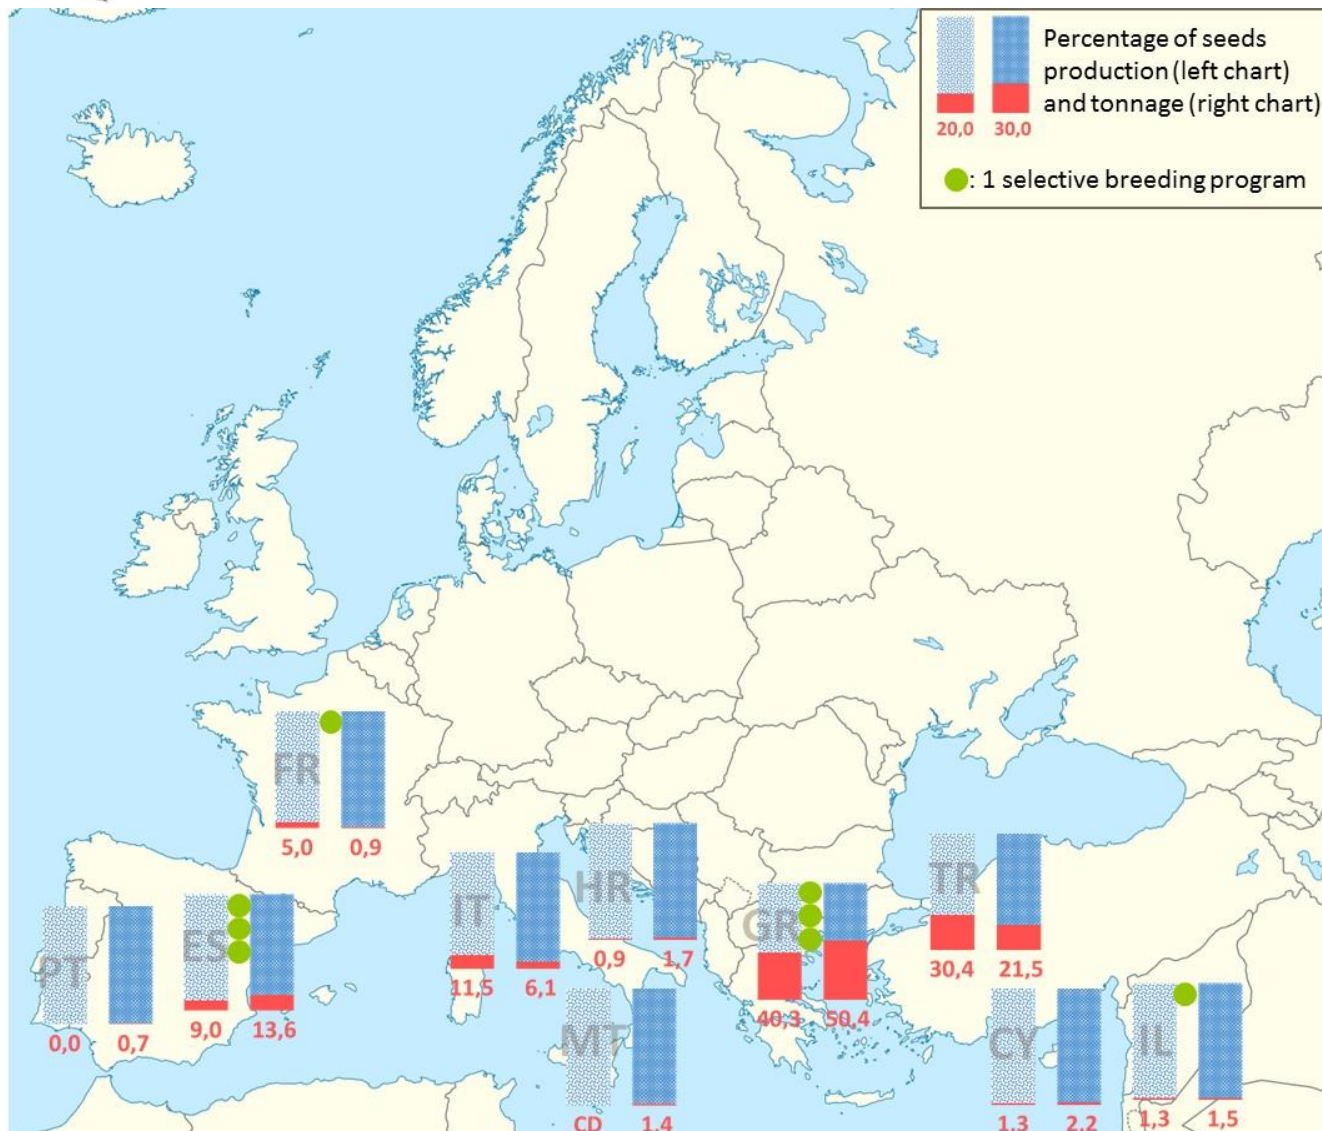 Percentage of seeds
production (left chart)
and tonnage (right chart)
20,0 30,0
: 1 selective breeding program
FR
5,0 0,9
PT
0,0 0,7
ES
9,0 13,6
IT
11,5 6,1
HR
0,9 1,7
MT
CD 1,4
GR
40,3 50,4
TR
30,4 21,5
CY
1,3 2,2
IL
1,3 1,5